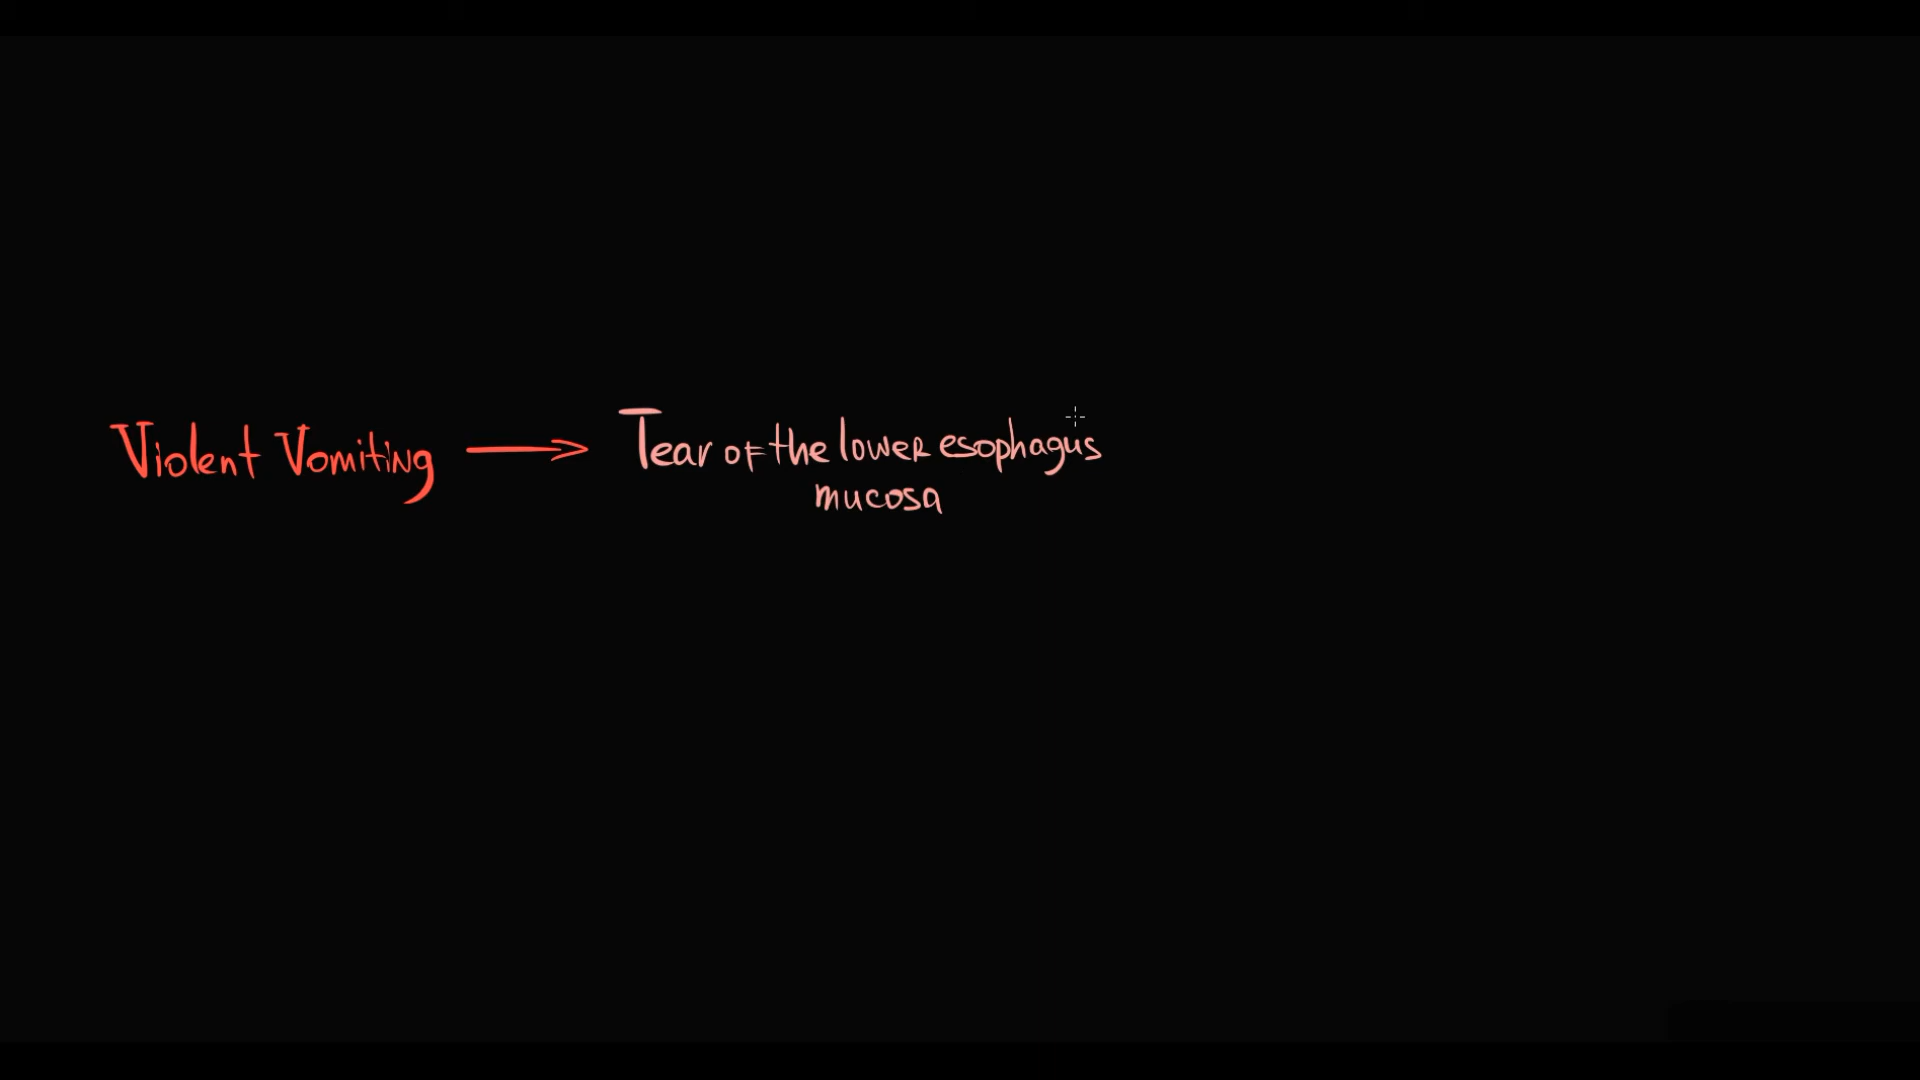 Violent Vomiting → Tear of the lower esophagus
mucosa